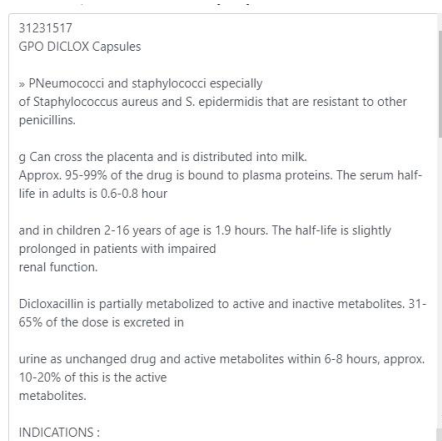 31231517
GPO DICLOX Capsules
» PNeumococci and staphylococci especially
of Staphylococcus aureus and S. epidermidis that are resistant to other
penicillins.
g Can cross the placenta and is distributed into milk.
Approx. 95-99% of the drug is bound to plasma proteins. The serum half-
life in adults is 0.6-0.8 hour
and in children 2-16 years of age is 1.9 hours. The half-life is slightly
prolonged in patients with impaired
renal function.
Dicloxacillin is partially metabolized to active and inactive metabolites. 31-
65% of the dose is excreted in
urine as unchanged drug and active metabolites within 6-8 hours, approx.
10-20% of this is the active
metabolites.
INDICATIONS :